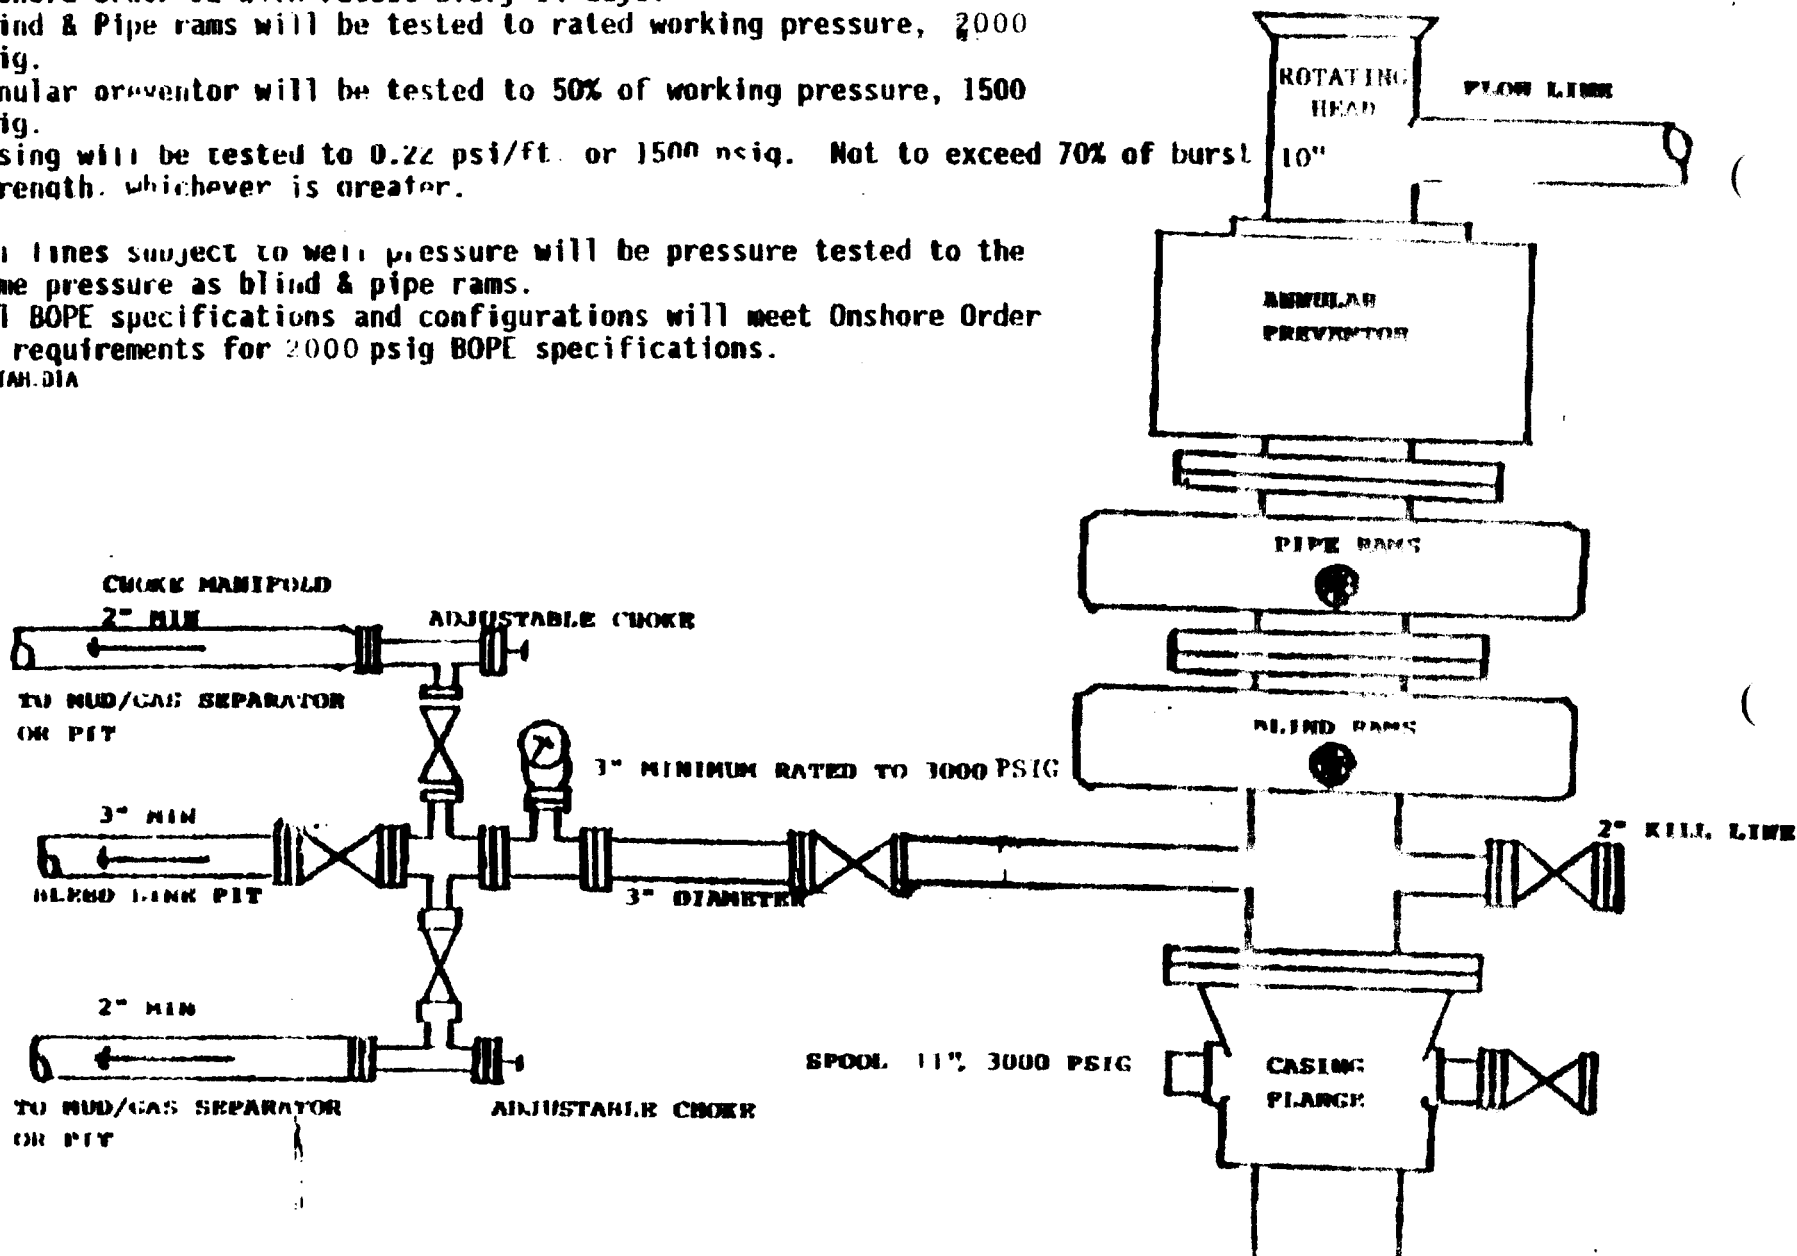 ind & Pipe rams will be tested to rated working pressure, 2000
ig.
nular preventor will be tested to 50% of working pressure, 1500
ig.
sing will be tested to 0.22 psi/ft. or 1500 psig. Not to exceed 70% of burst
rength, whichever is greater.
l lines subject to well pressure will be pressure tested to the
me pressure as blind & pipe rams.
l BOPE specifications and configurations will meet Onshore Order
requirements for 2000 psig BOPE specifications.
TAH.DIA
ROTATING
HEAD
FLOW LINE
10"
ANNULAR
PREVENTOR
PIPE RAMS
BLIND RAMS
CHOKE MANIFOLD
2" MIN
ADJUSTABLE CHOKE
TO MUD/GAS SEPARATOR
OR PIT
3" MINIMUM RATED TO 3000 PSIG
3" MIN
BLEED LINE PIT
3" DIAMETER
2" KILL LINE
2" MIN
SPOOL 11", 3000 PSIG
CASING
FLANGE
TO MUD/GAS SEPARATOR
OR PIT
ADJUSTABLE CHOKE